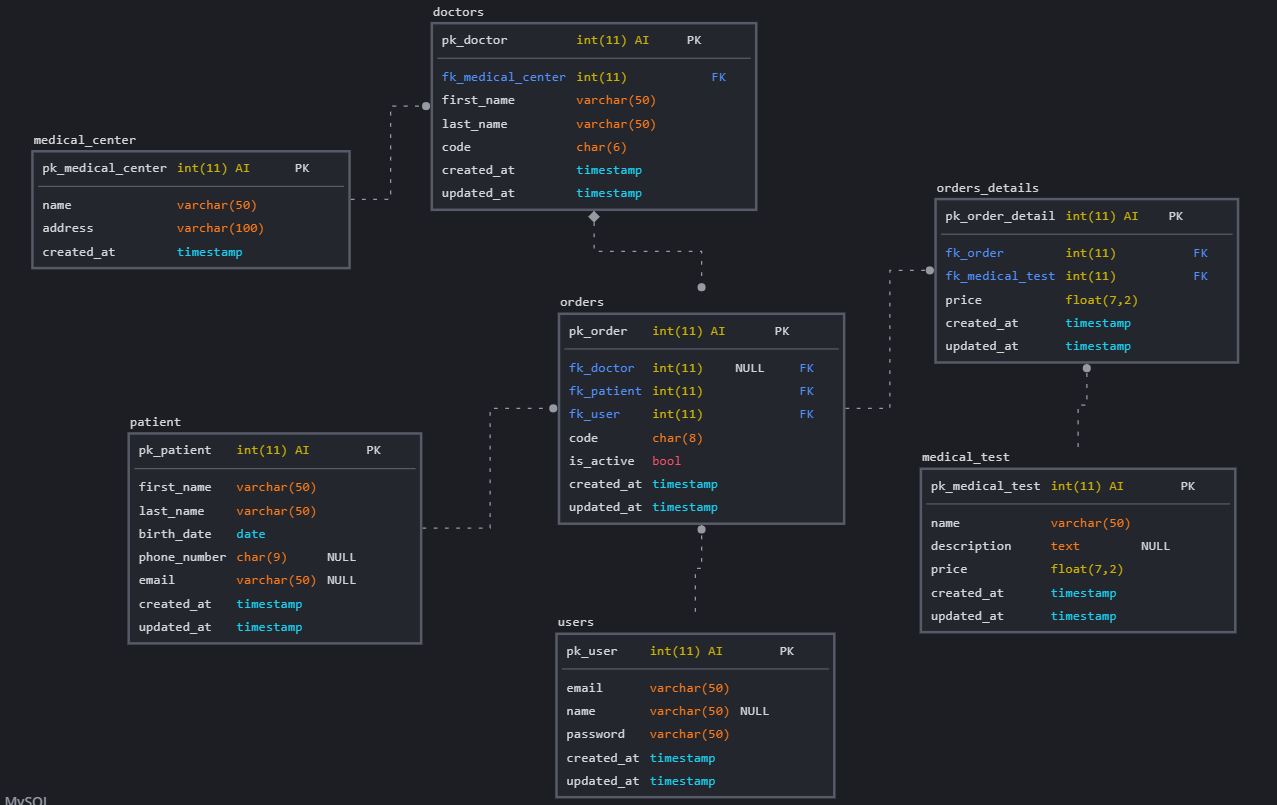 doctors
pk_doctor int(11) AI PK
fk_medical_center int(11) FK
first_name varchar(50)
last_name varchar(50)
code char(6)
created_at timestamp
updated_at timestamp
medical_center
pk_medical_center int(11) AI PK
name varchar(50)
address varchar(100)
created_at timestamp
orders_details
pk_order_detail int(11) AI PK
fk_order int(11) FK
fk_medical_test int(11) FK
price float(7,2)
created_at timestamp
updated_at timestamp
orders
pk_order int(11) AI PK
fk_doctor int(11) NULL FK
fk_patient int(11) FK
fk_user int(11) FK
code char(8)
is_active bool
created_at timestamp
updated_at timestamp
patient
pk_patient int(11) AI PK
first_name varchar(50)
last_name varchar(50)
birth_date date
phone_number char(9) NULL
email varchar(50) NULL
created_at timestamp
updated_at timestamp
medical_test
pk_medical_test int(11) AI PK
name varchar(50)
description text NULL
price float(7,2)
created_at timestamp
updated_at timestamp
users
pk_user int(11) AI PK
email varchar(50)
name varchar(50) NULL
password varchar(50)
created_at timestamp
updated_at timestamp
MySQL